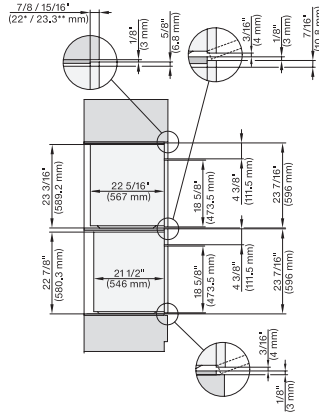 7/8 / 15/16"
(22* / 23.3** mm)
1/8"
(3 mm)
5/8"
(6.8 mm)
3/16"
(4 mm)
1/8"
(3 mm)
7/16"
(10.8 mm)
23 3/16"
(589.2 mm)
22 5/16"
(567 mm)
18 5/8"
(473.5 mm)
4 3/8"
(111.5 mm)
23 7/16"
(596 mm)
22 7/8"
(580.3 mm)
21 1/2"
(546 mm)
18 5/8"
(473.5 mm)
4 3/8"
(111.5 mm)
23 7/16"
(596 mm)
3/16"
(4 mm)
1/8"
(3 mm)